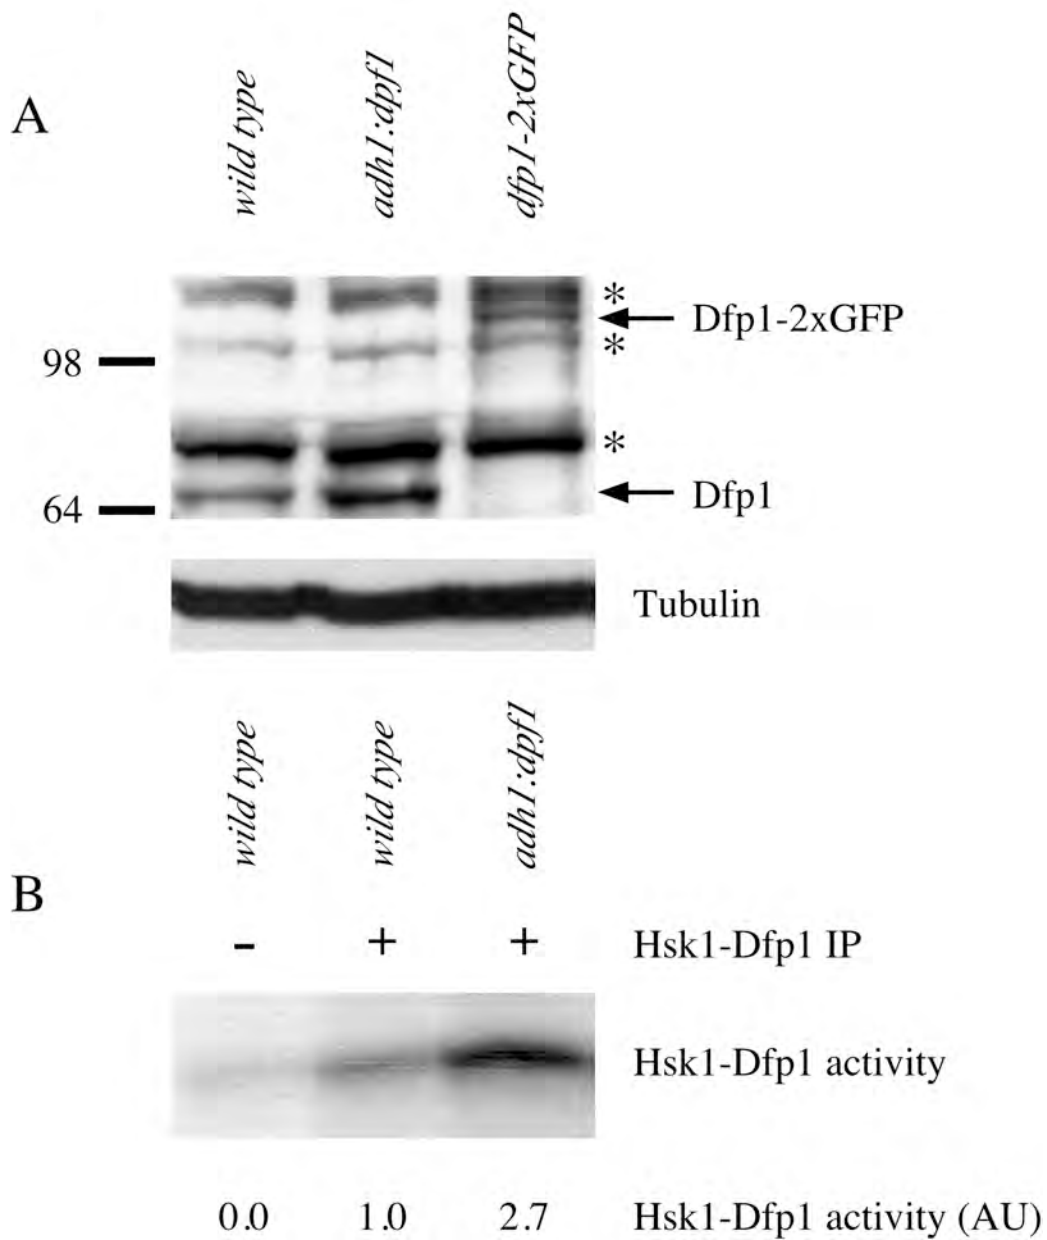 A
wild type
adh1:dpf1
dfp1-2xGFP
*
Dfp1-2xGFP
*
98
*
Dfp1
64
Tubulin
wild type
wild type
adh1:dpf1
B
- + + Hsk1-Dfp1 IP
Hsk1-Dfp1 activity
0.0 1.0 2.7 Hsk1-Dfp1 activity (AU)